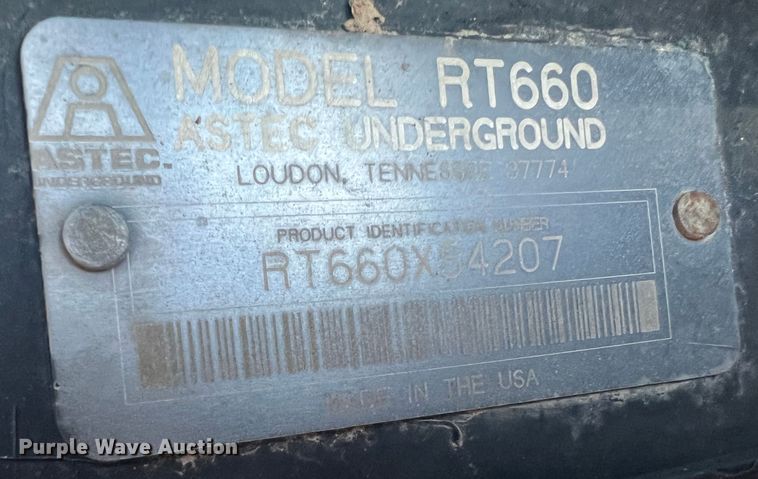 MODEL RT660
ASTEC UNDERGROUND
LOUDON, TENNESSEE 37774
ASTEC.
UNDERGROUND
PRODUCT IDENTIFICATION NUMBER
RT660X54207
MADE IN THE USA
Purple Wave Auction